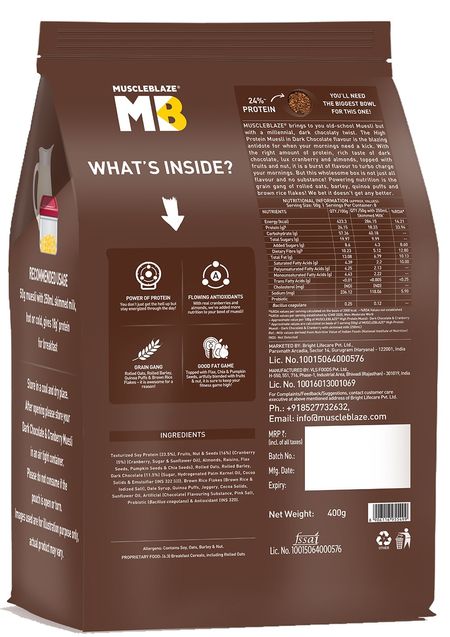 MUSCLEBLAZE®
MB
WHAT'S INSIDE?
POWER OF PROTEIN
You don't just get the hell up but
stay energised through the day!
FLOWING ANTIOXIDANTS
With real cranberries and
almonds, we've added more
nutrition to your bowl of muesli!
GRAIN GANG
Rolled Oats, Rolled Barley,
Quinoa Puffs & Brown Rice
Flakes - it is awesome for a
reason!
GOOD FAT GAME
Topped with Flax, Chia & Pumpkin
Seeds, artfully blended with fruits
& nut, it is sure to keep your
fitness game high!
INGREDIENTS
Texturized Soy Protein (23.5%), Fruits, Nut & Seeds (16%) (Cranberry
(5%) (Cranberry, Sugar & Sunflower Oil), Almonds, Raisins, Flax
Seeds, Pumpkin Seeds & Chia Seeds), Rolled Oats, Rolled Barley,
Dark Chocolate (11.5%) (Sugar, Hydrogenated Palm Kernel Oil, Cocoa
Solids & Emulsifier (INS 322 (i))), Brown Rice Flakes (Brown Rice &
Iodized Salt), Date Syrup, Quinoa Puffs, Jaggery, Cocoa Solids,
Sunflower Oil, Artificial (Chocolate) Flavouring Substance, Pink Salt,
Probiotic (Bacillus coagulans) & Antioxidant (INS 320).
Allergens: Contains Soy, Oats, Barley & Nut.
PROPRIETARY FOOD- (6.3) Breakfast Cereals, including Rolled Oats
24%
PROTEIN
YOU'LL NEED
THE BIGGEST BOWL
FOR THIS ONE!
MUSCLEBLAZE® brings to you old-school Muesli but
with a millennial, dark chocolaty twist. The High
Protein Muesli in Dark Chocolate flavour is the blazing
antidote for when your mornings need a kick. With
the right amount of protein, rich taste of dark
chocolate, lux cranberry and almonds, topped with
fruits and nut, it is a burst of flavour to turbo charge
your mornings. But this wholesome box is not just all
flavour and no substance! Powering nutrition is the
grain gang of rolled oats, barley, quinoa puffs and
brown rice flakes! We bet it doesn't get any better.
NUTRITIONAL INFORMATION (APPROX. VALUES)
Serving Size: 50g | Servings Per Container: 8
MARKETED BY: Bright Lifecare Pvt. Ltd.,
Parsvnath Arcadia, Sector 14, Gurugram (Haryana) - 122001, India
Lic. No. 10015064000576
MANUFACTURED BY: VLS FOODS Pvt. Ltd.
Lic. No. 10016013001069
For Complaints/Feedback/Suggestions, contact customer care
executive at above mentioned address of Bright Lifecare Pvt. Ltd.
Ph.: +918527732632,
Email: info@muscleblaze.com
MRP ₹:
(incl. of all taxes)
Batch No.:
Mfg. Date:
Expiry:
Net Weight: 400g
fssai
Lic. No. 10015064000576
RECOMMENDED USAGE
50g muesli with 250mL skimmed milk,
hot or cold, gives 18g* protein
for breakfast.
Store in a cool and dry place.
After opening please store your
Dark Chocolate & Cranberry Muesli
in an air tight container.
Please do not consume if the
pouch is open or torn.
Images used are for illustration purpose only,
actual product may vary.